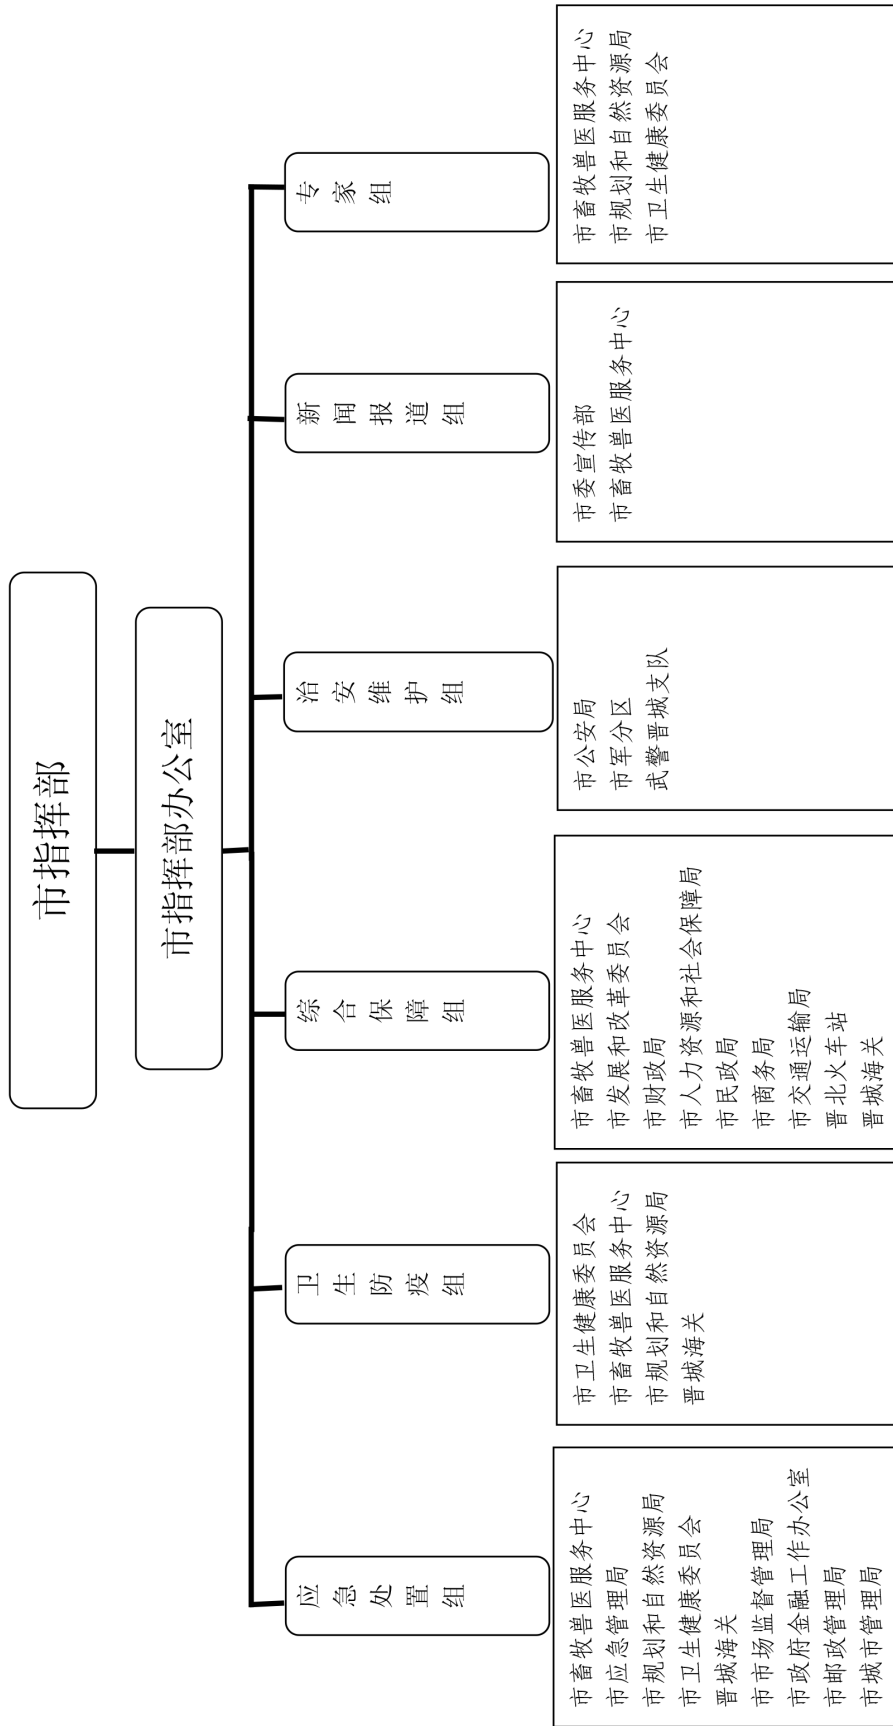 市指挥部
市指挥部办公室
应急处置组
市畜牧兽医服务中心
市应急管理局
市规划和自然资源局
市卫生健康委员会
晋城海关
市市场监督管理局
市政府金融工作办公室
市邮政管理局
市城市管理局
卫生防疫组
市卫生健康委员会
市畜牧兽医服务中心
市规划和自然资源局
晋城海关
综合保障组
市畜牧兽医服务中心
市发展和改革委员会
市财政局
市人力资源和社会保障局
市民政局
市商务局
市交通运输局
晋北火车站
晋城海关
治安维护组
市公安局
市军分区
武警晋城支队
新闻报道组
市委宣传部
市畜牧兽医服务中心
专家组
市畜牧兽医服务中心
市规划和自然资源局
市卫生健康委员会